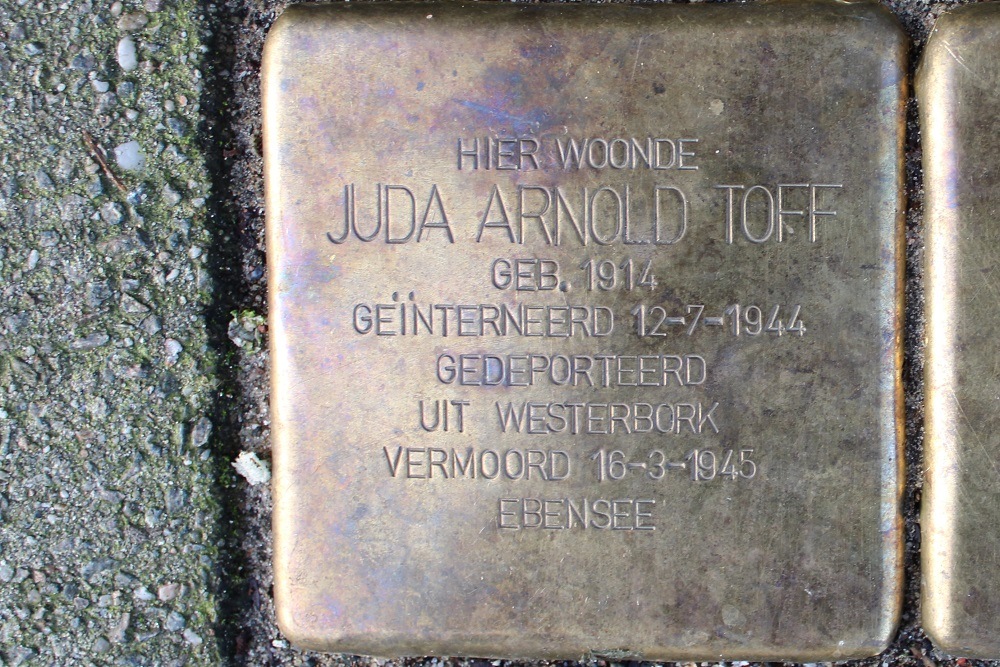 HIER WOONDE
JUDA ARNOLD TOFF
GEB. 1914
GEÏNTERNEERD 12-7-1944
GEDEPORTEERD
UIT WESTERBORK
VERMOORD 16-3-1945
EBENSEE